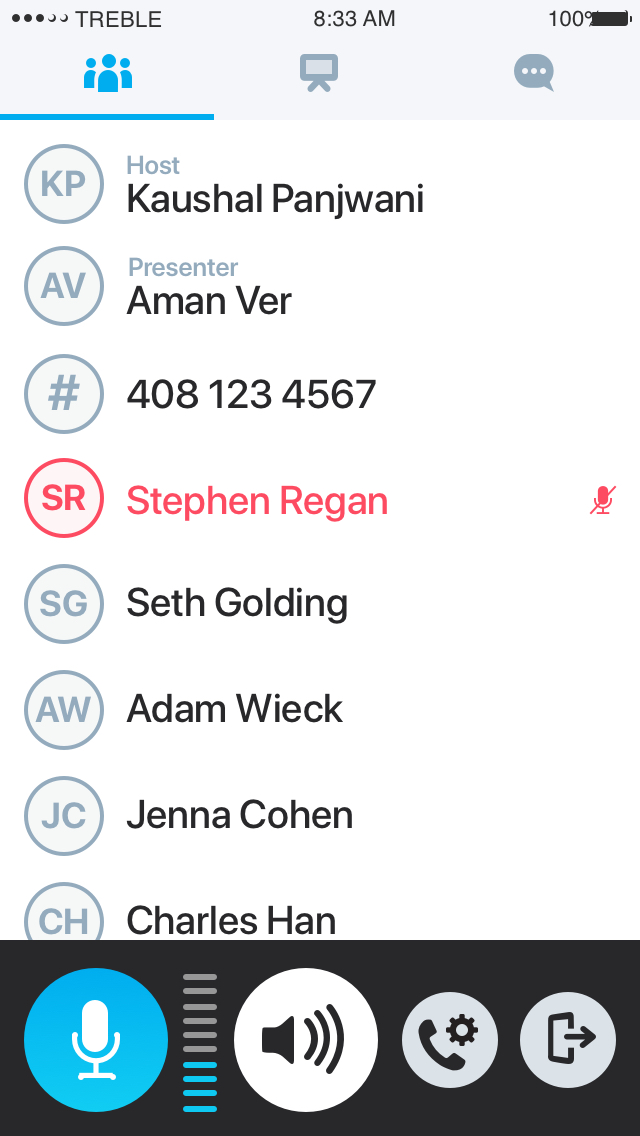 TREBLE 8:33 AM 100%
Host
KP Kaushal Panjwani
Presenter
AV Aman Ver
# 408 123 4567
SR Stephen Regan
SG Seth Golding
AW Adam Wieck
JC Jenna Cohen
CH Charles Han